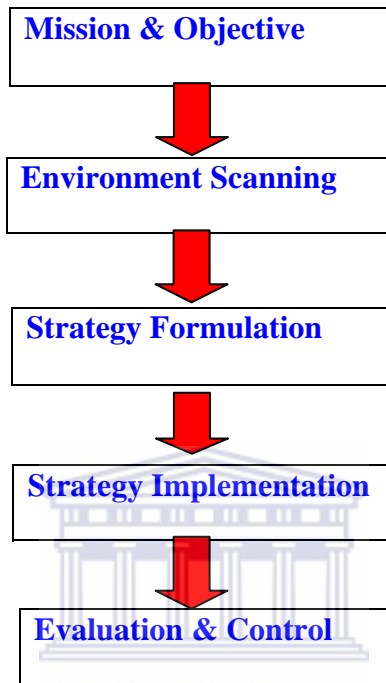 Mission & Objective
Environment Scanning
Strategy Formulation
Strategy Implementation
Evaluation & Control